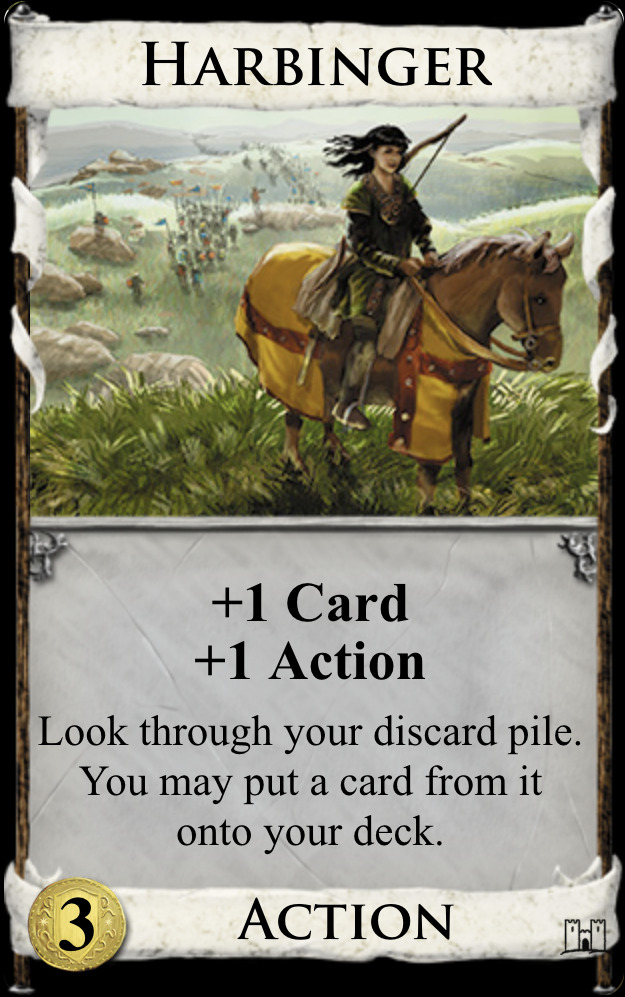 Harbinger
+1 Card
+1 Action
Look through your discard pile.
You may put a card from it
onto your deck.
3
Action